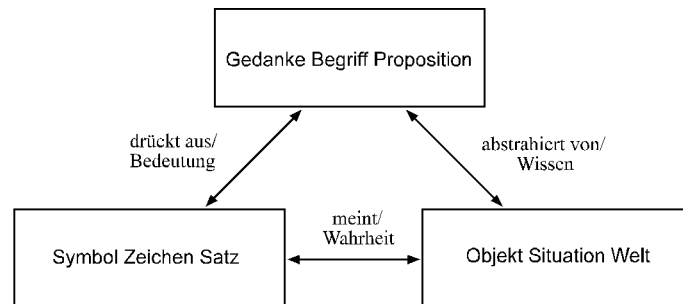 Gedanke Begriff Proposition
drückt aus/
Bedeutung
abstrahiert von/
Wissen
meint/
Wahrheit
Symbol Zeichen Satz
Objekt Situation Welt